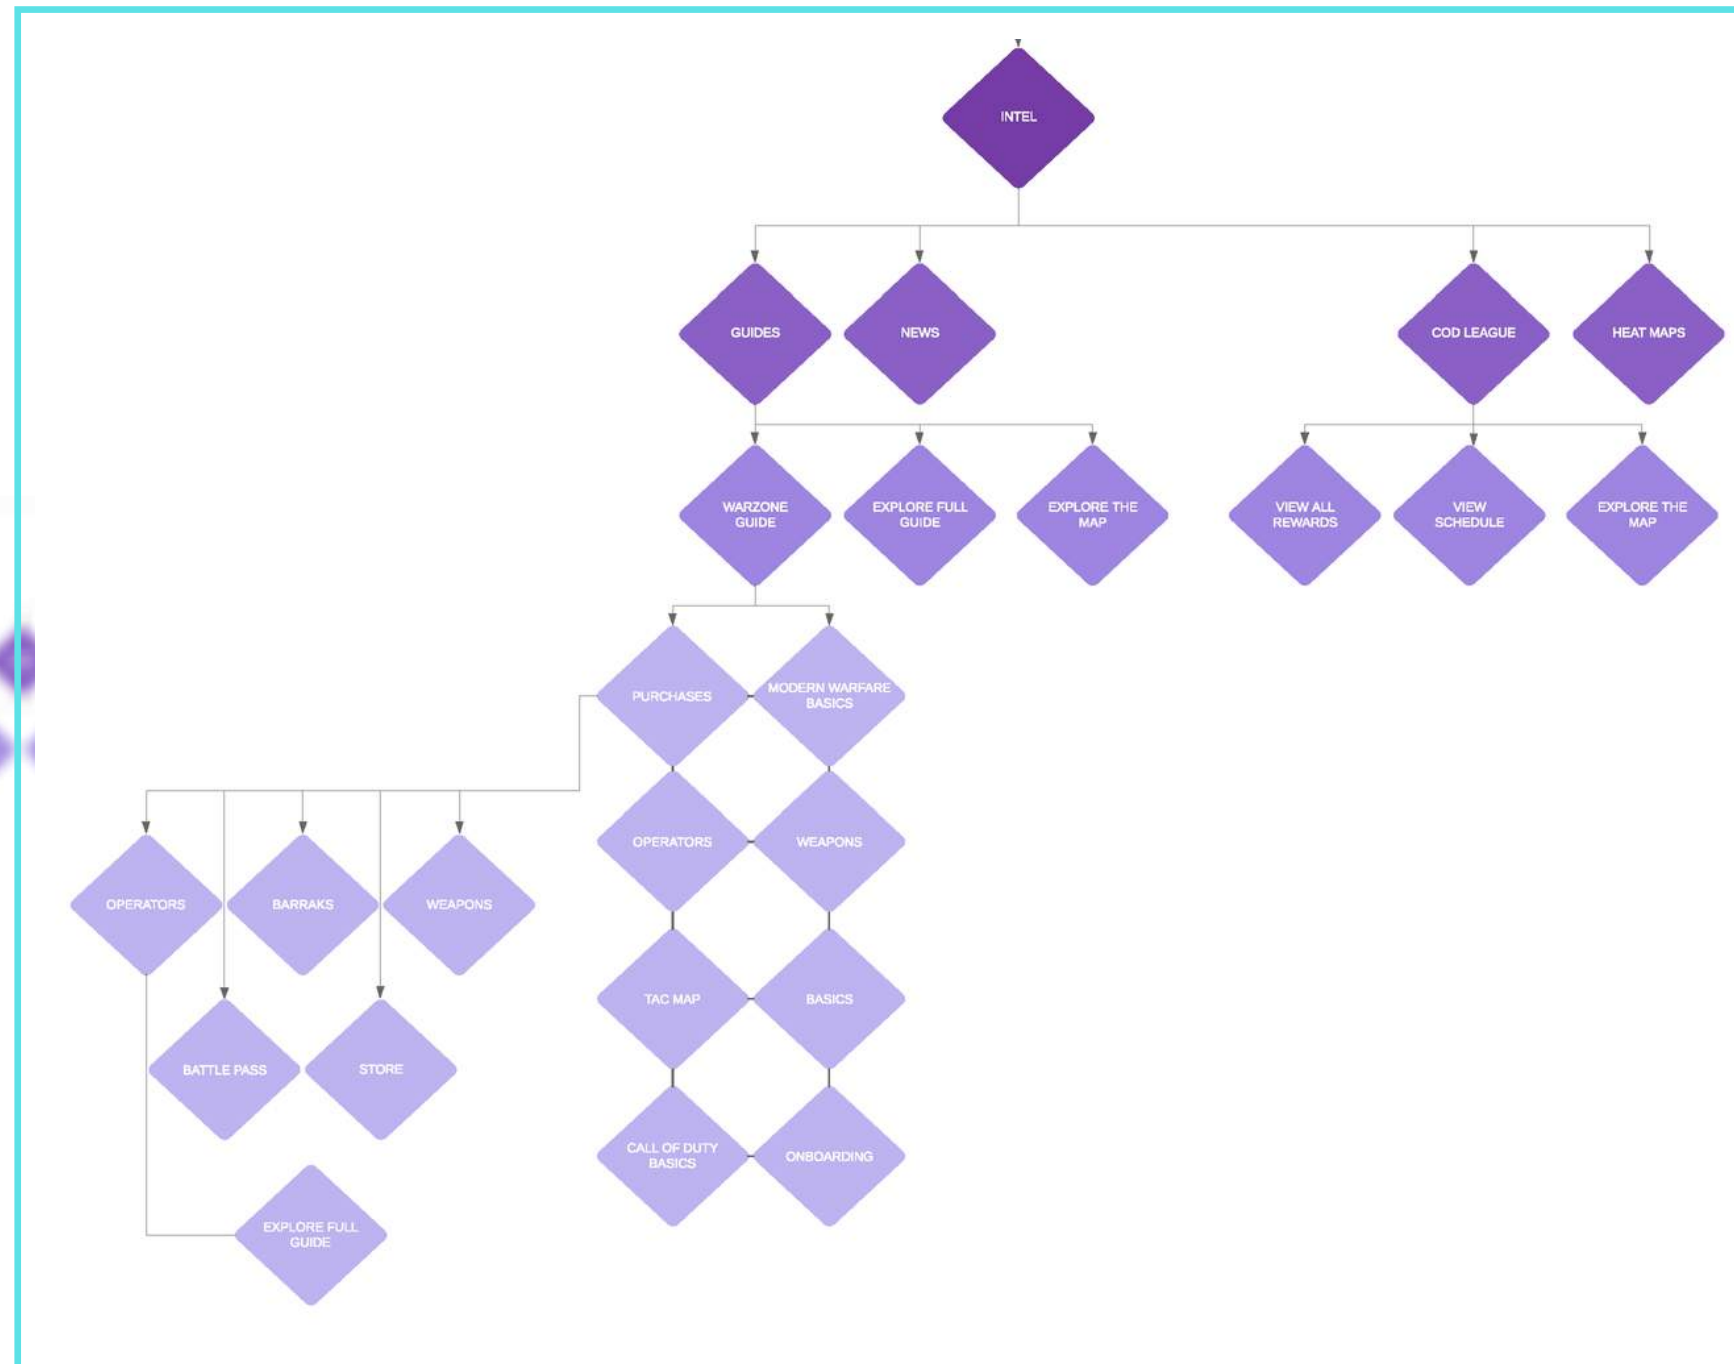 INTEL
GUIDES
NEWS
COD LEAGUE
HEAT MAPS
WARZONE
GUIDE
EXPLORE FULL
GUIDE
EXPLORE THE
MAP
VIEW ALL
REWARDS
VIEW
SCHEDULE
EXPLORE THE
MAP
PURCHASES
MODERN WARFARE
BASICS
OPERATORS
WEAPONS
OPERATORS
BARRAKS
WEAPONS
TAC MAP
BASICS
BATTLE PASS
STORE
CALL OF DUTY
BASICS
ONBOARDING
EXPLORE FULL
GUIDE